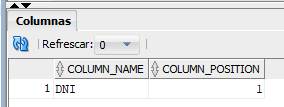 Columnas
Refrescar: 0
COLUMN_NAME COLUMN_POSITION
1 DNI 1